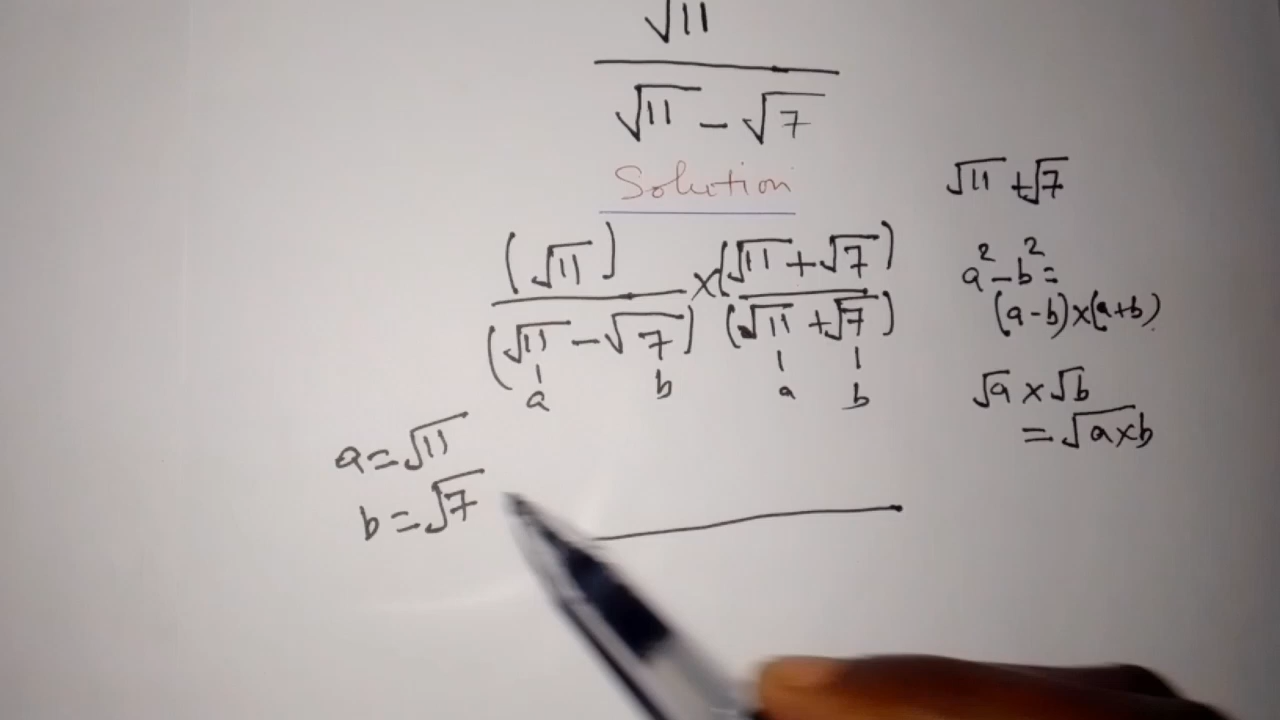 √11
√11 - √7
Solution
(√11) × (√11 + √7)
(√11 - √7) (√11 + √7)
a b a b
a = √11
b = √7
√11 + √7
a² - b² =
(a-b)×(a+b)
√a × √b
= √a×b